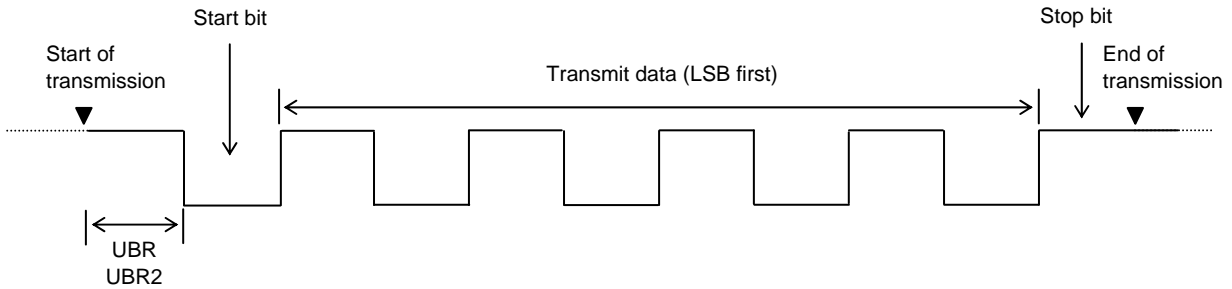 Start bit
Stop bit
Start of
transmission
Transmit data (LSB first)
End of
transmission
UBR
UBR2